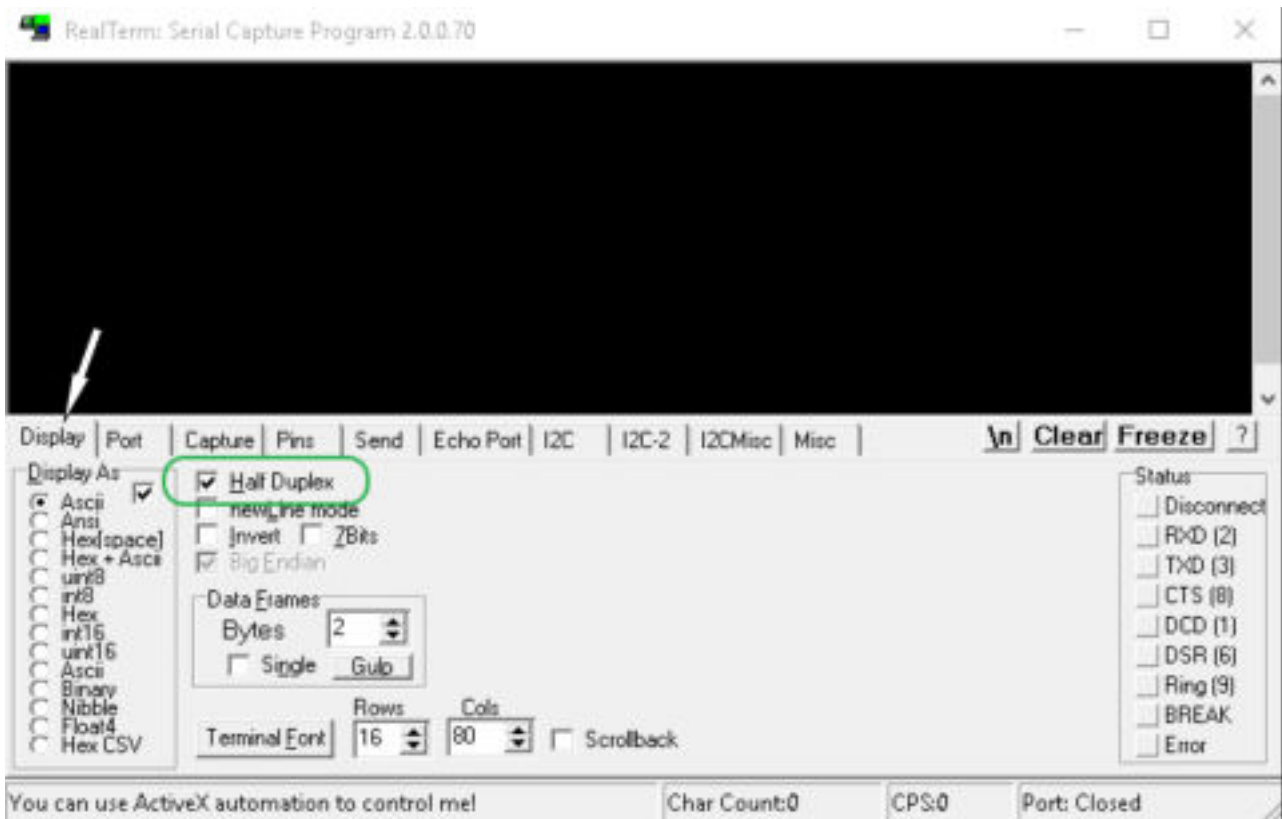 RealTerm: Serial Capture Program 2.0.0.70
Display Port Capture Pins Send Echo Port I2C I2C-2 I2CMisc Misc \n Clear Freeze ?
Display As
Ascii
Ansi
Hex[space]
Hex + Ascii
uint8
int8
Hex
int16
uint16
Ascii
Binary
Nibble
Float4
Hex CSV
Half Duplex
newLine mode
Invert 7Bits
Big Endian
Data Frames
Bytes 2
Single Gulp
Rows Cols
Terminal Font 16 80 Scrollback
Status
Disconnect
RXD (2)
TXD (3)
CTS (8)
DCD (1)
DSR (6)
Ring (9)
BREAK
Error
You can use ActiveX automation to control me! Char Count:0 CPS:0 Port: Closed